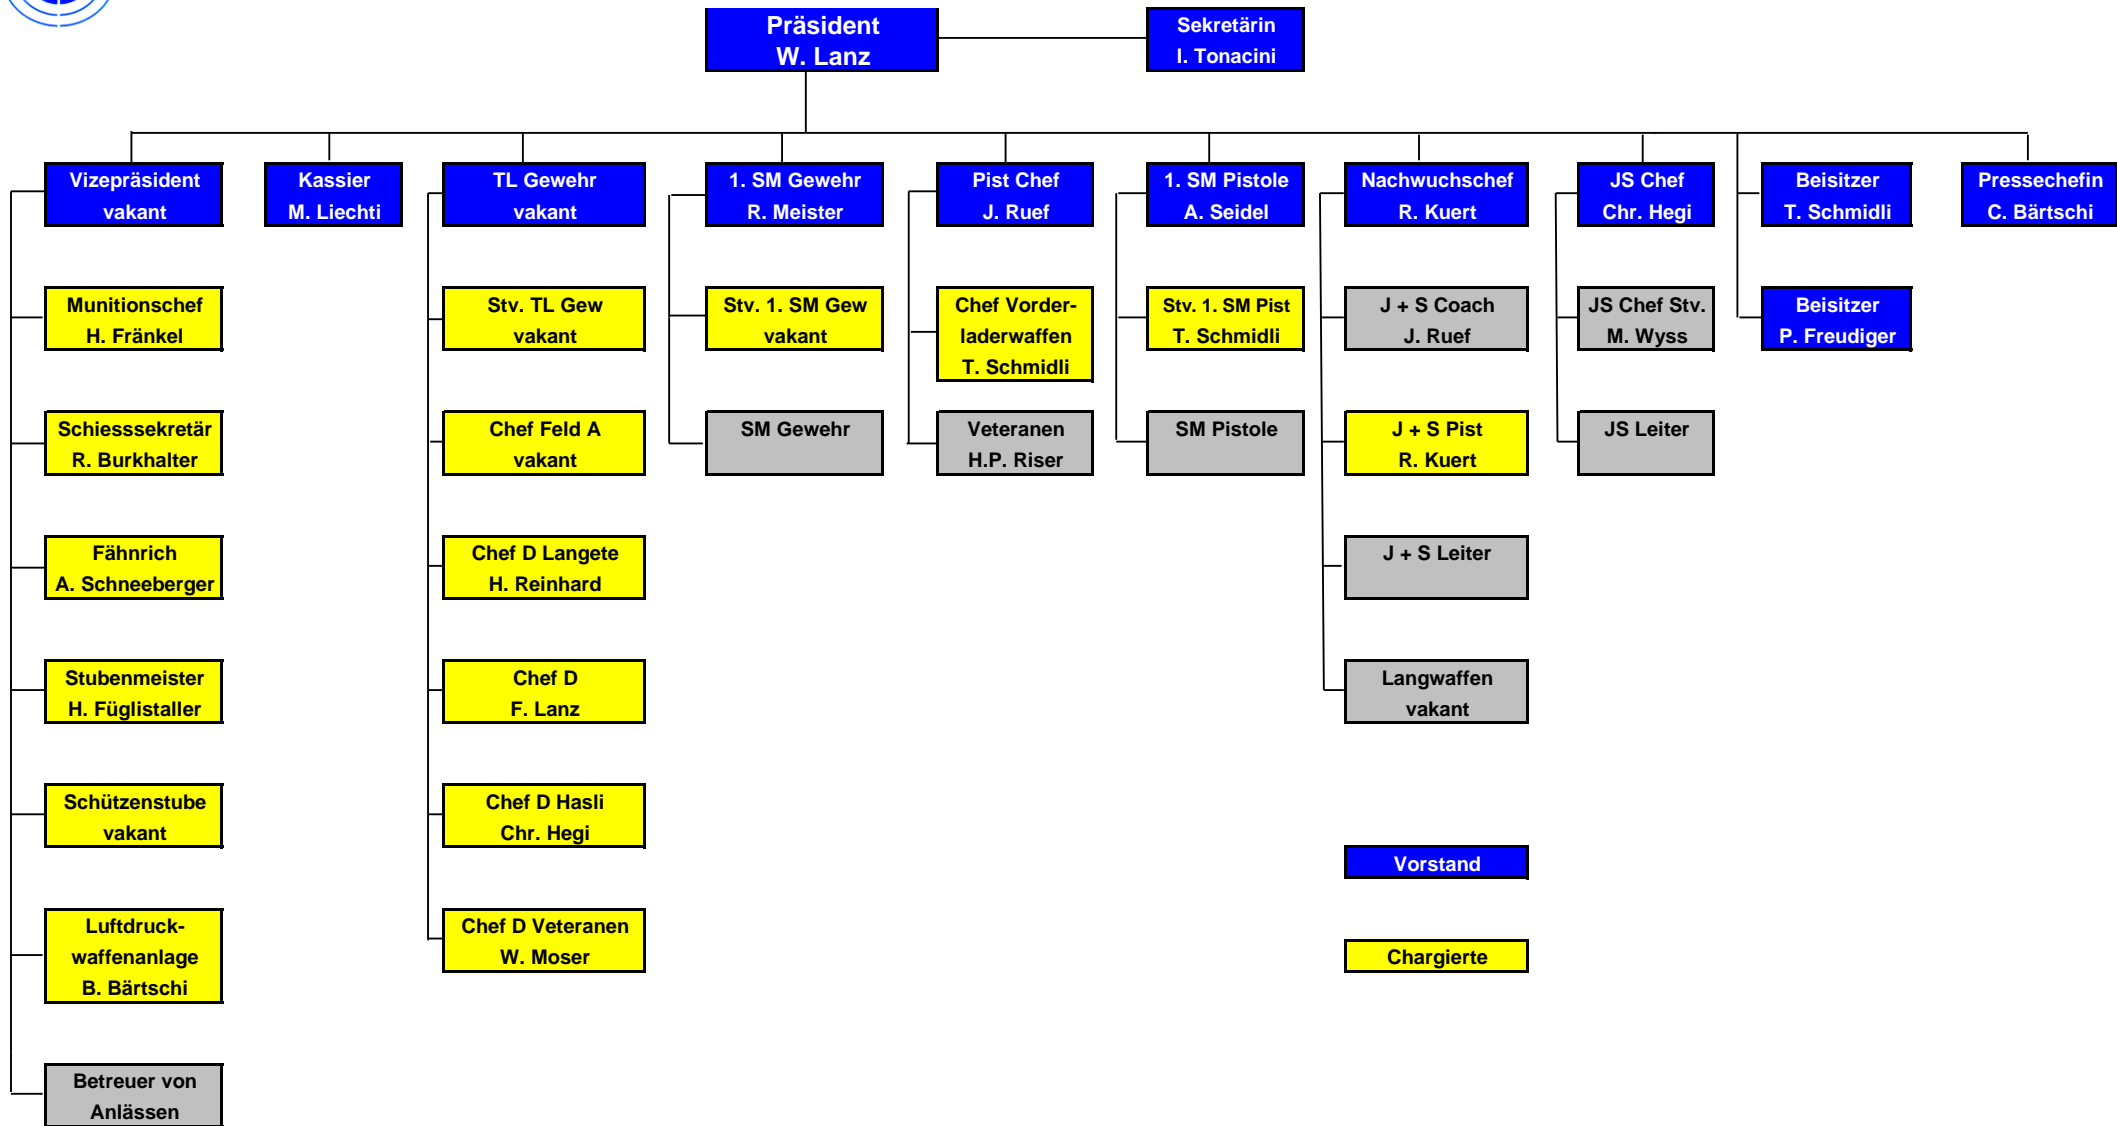 Präsident
W. Lanz
Sekretärin
I. Tonacini
Vizepräsident
vakant
Kassier
M. Liechti
TL Gewehr
vakant
1. SM Gewehr
R. Meister
Pist Chef
J. Ruef
1. SM Pistole
A. Seidel
Nachwuchschef
R. Kuert
JS Chef
Chr. Hegi
Beisitzer
T. Schmidli
Pressechefin
C. Bärtschi
Munitionschef
H. Fränkel
Stv. TL Gew
vakant
Stv. 1. SM Gew
vakant
Chef Vorder-
laderwaffen
T. Schmidli
Stv. 1. SM Pist
T. Schmidli
J + S Coach
J. Ruef
JS Chef Stv.
M. Wyss
Beisitzer
P. Freudiger
Schiesssekretär
R. Burkhalter
Chef Feld A
vakant
SM Gewehr
Veteranen
H.P. Riser
SM Pistole
J + S Pist
R. Kuert
JS Leiter
Fähnrich
A. Schneeberger
Chef D Langete
H. Reinhard
J + S Leiter
Stubenmeister
H. Füglistaller
Chef D
F. Lanz
Langwaffen
vakant
Schützenstube
vakant
Chef D Hasli
Chr. Hegi
Vorstand
Luftdruck-
waffenanlage
B. Bärtschi
Chef D Veteranen
W. Moser
Chargierte
Betreuer von
Anlässen